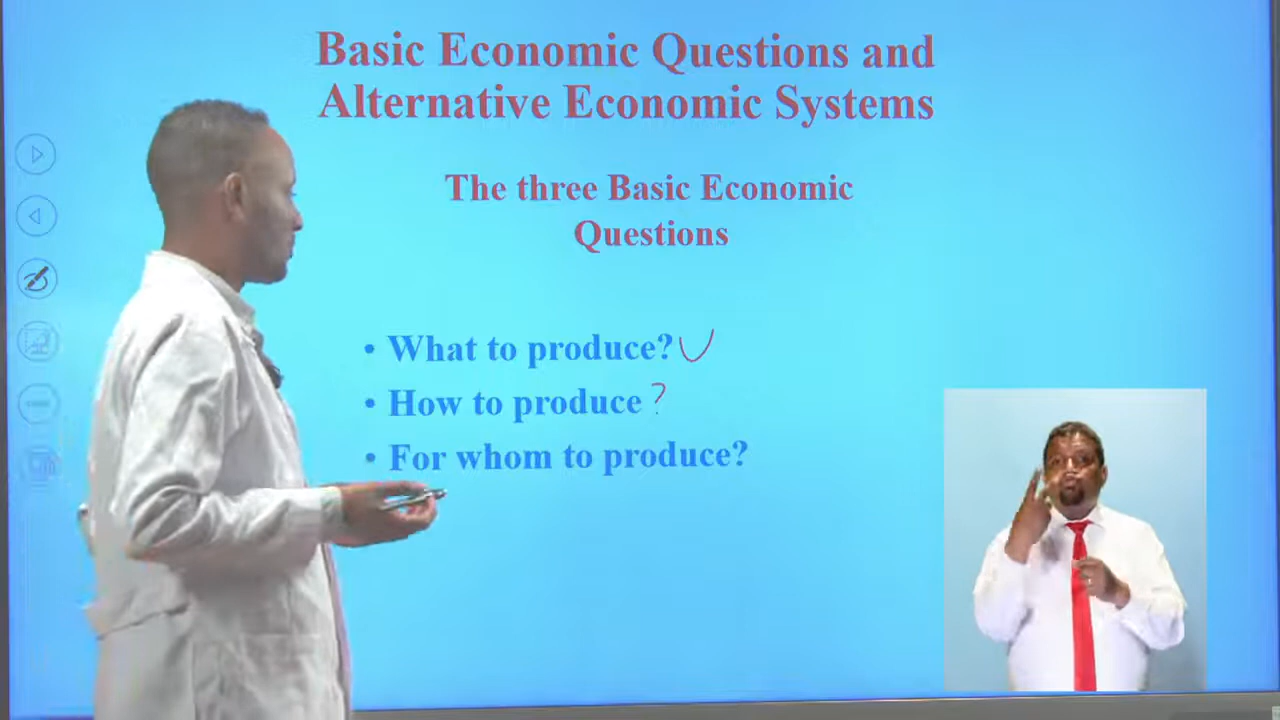 Basic Economic Questions and
Alternative Economic Systems
The three Basic Economic
Questions
• What to produce?
• How to produce ?
• For whom to produce?